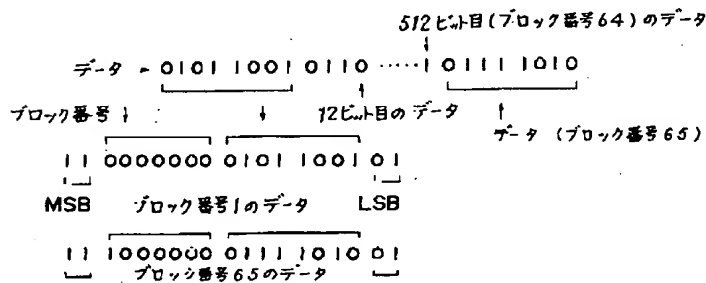 512ビット目(ブロック番号64)のデータ
データ - 0101 1001 0110 ····· 1 0111 1010
ブロック番号
12ビット目のデータ
データ (ブロック番号65)
11 0000000 0101 1001 01
MSB ブロック番号1のデータ LSB
11 1000000 0111 1010 01
ブロック番号65のデータ